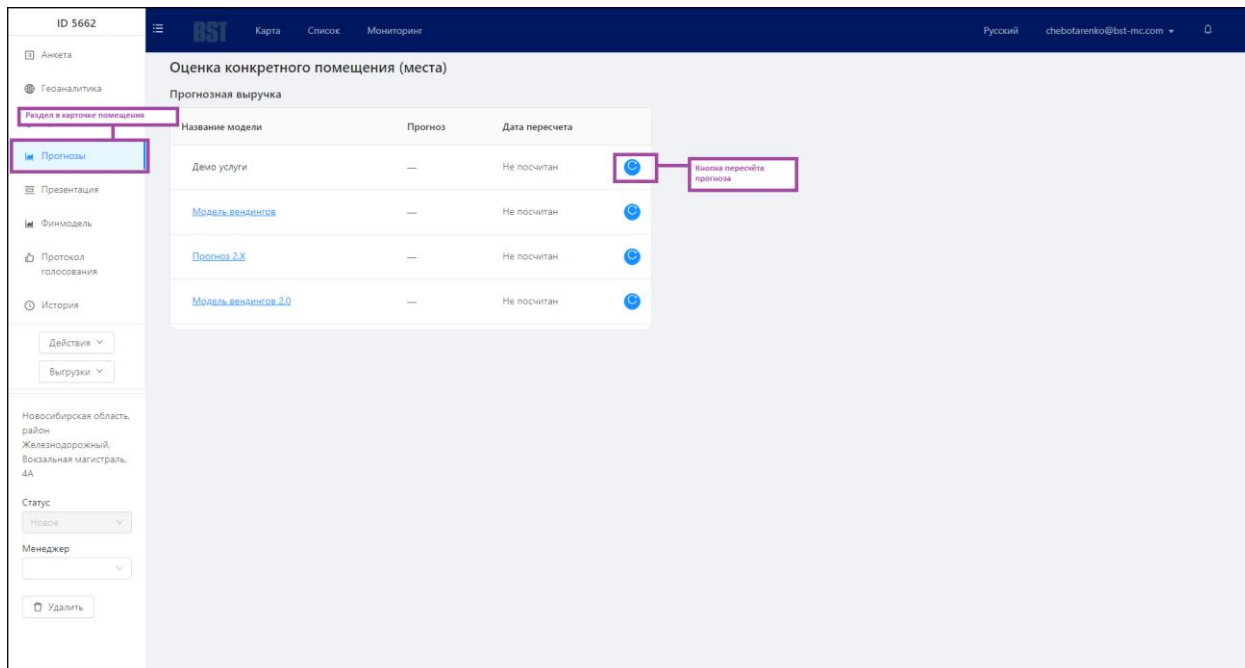 ID 5662
BST
Карта
Список
Мониторинг
Русский
chebotarenko@bst-mc.com
Анкета
Геоаналитика
Раздел в карточке помещения
Прогнозы
Презентация
Финмодель
Протокол
голосования
История
Действия
Выгрузки
Новосибирская область,
район
Железнодорожный,
Вокзальная магистраль,
4А
Статус
Новое
Менеджер
Удалить
Оценка конкретного помещения (места)
Прогнозная выручка
Название модели
Прогноз
Дата пересчета
Демо услуги
—
Не посчитан
Кнопка пересчёта
прогноза
Модель вендингов
—
Не посчитан
Прогноз 2.X
—
Не посчитан
Модель вендингов 2.0
—
Не посчитан